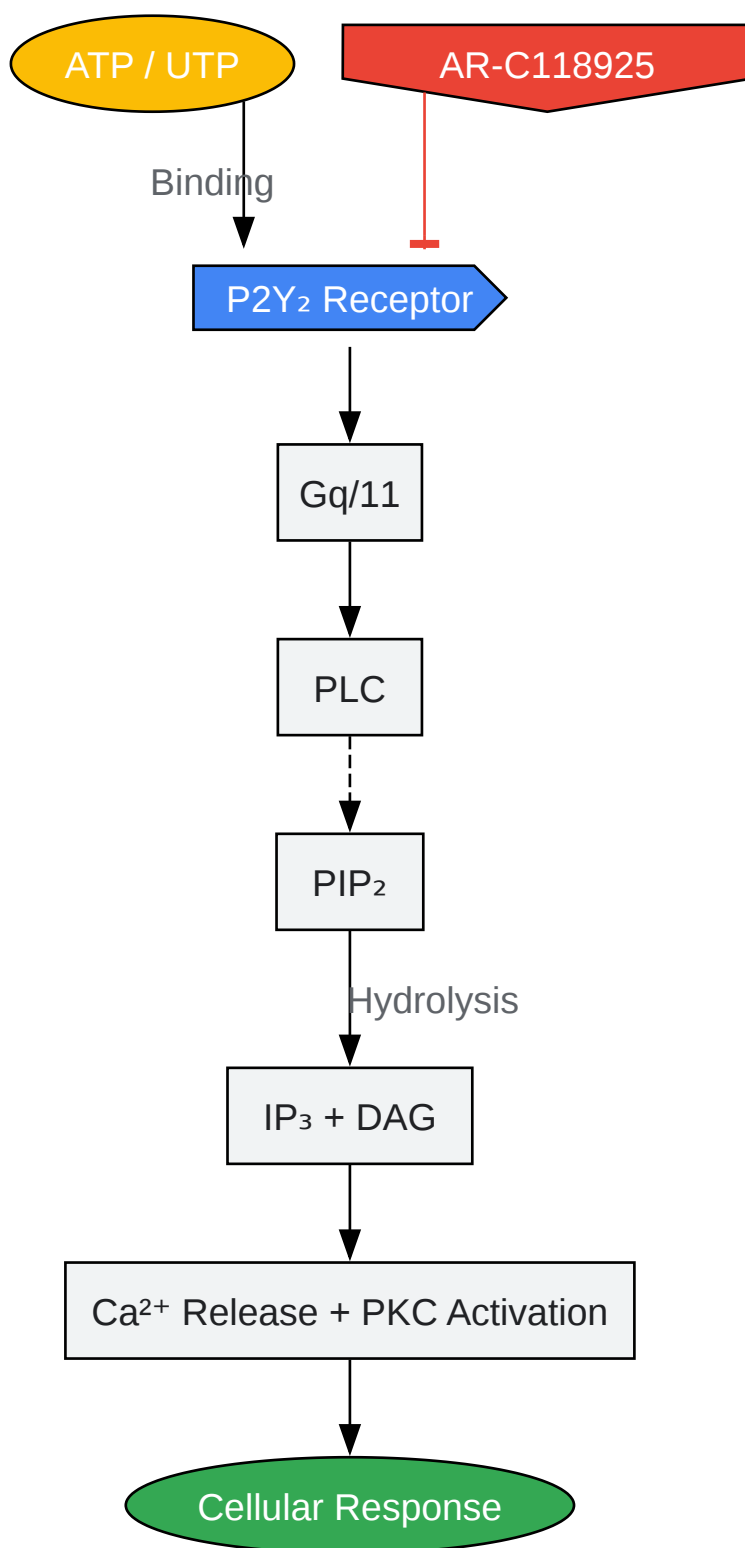 ATP / UTP
AR-C118925
Binding
P2Y₂ Receptor
Gq/11
PLC
PIP₂
Hydrolysis
IP₃ + DAG
Ca²⁺ Release + PKC Activation
Cellular Response